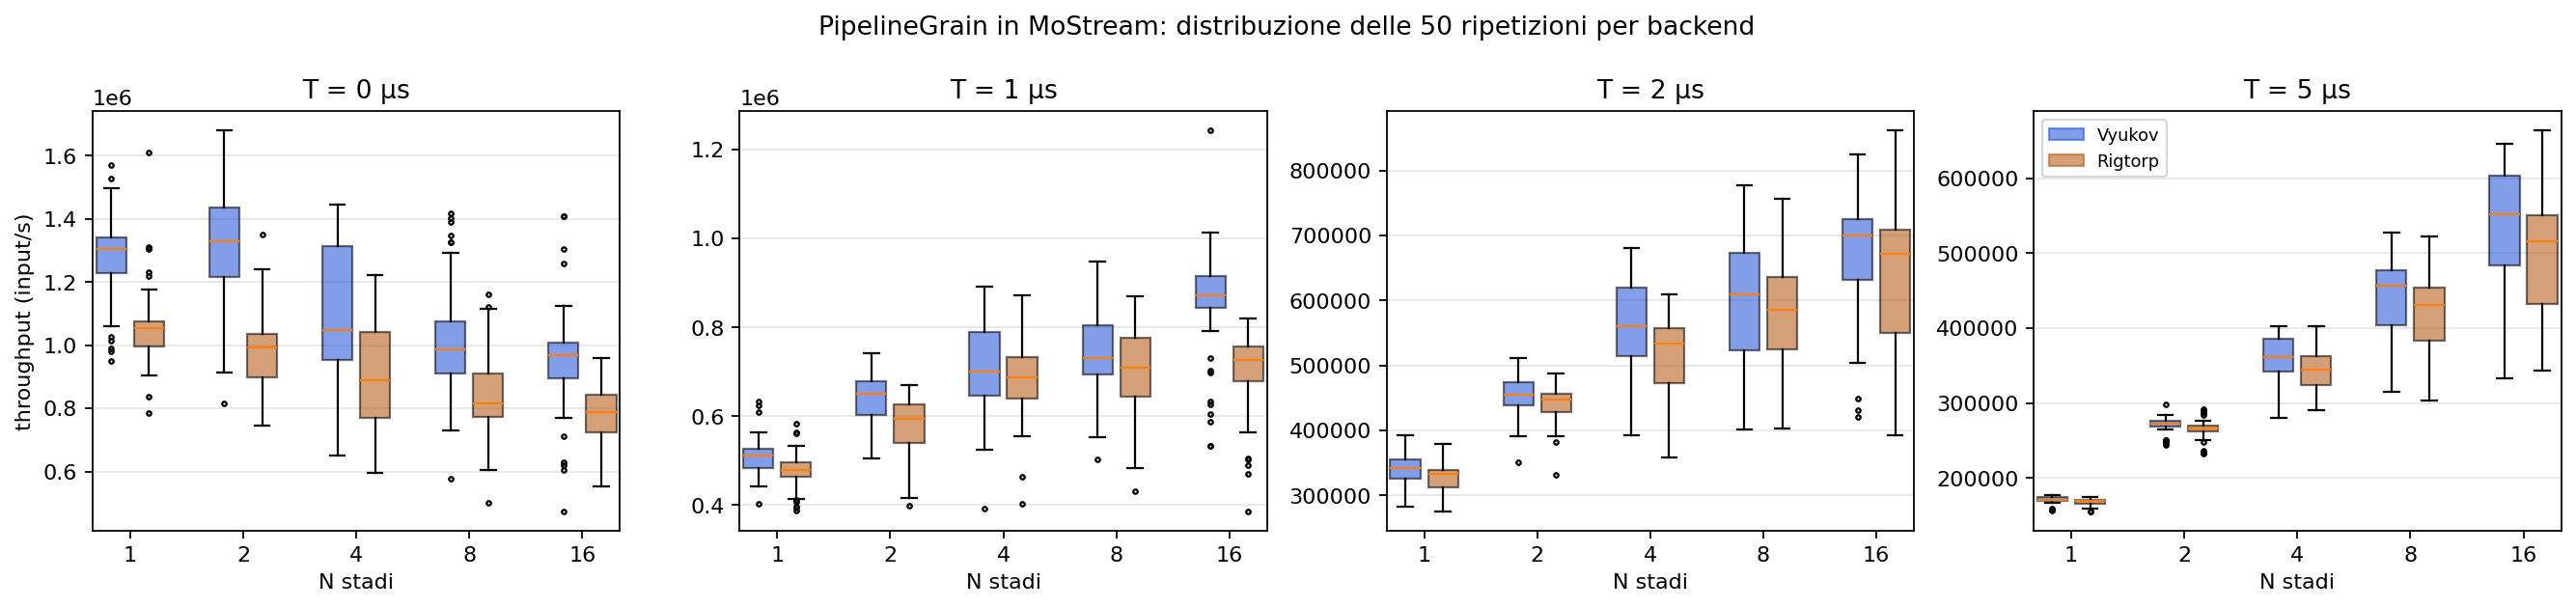 PipelineGrain in MoStream: distribuzione delle 50 ripetizioni per backend
T = 0 µs
1e6
throughput (input/s)
1.6
1.4
1.2
1.0
0.8
0.6
1 2 4 8 16
N stadi
T = 1 µs
1e6
1.2
1.0
0.8
0.6
0.4
1 2 4 8 16
N stadi
T = 2 µs
800000
700000
600000
500000
400000
300000
1 2 4 8 16
N stadi
T = 5 µs
Vyukov
Rigtorp
600000
500000
400000
300000
200000
1 2 4 8 16
N stadi